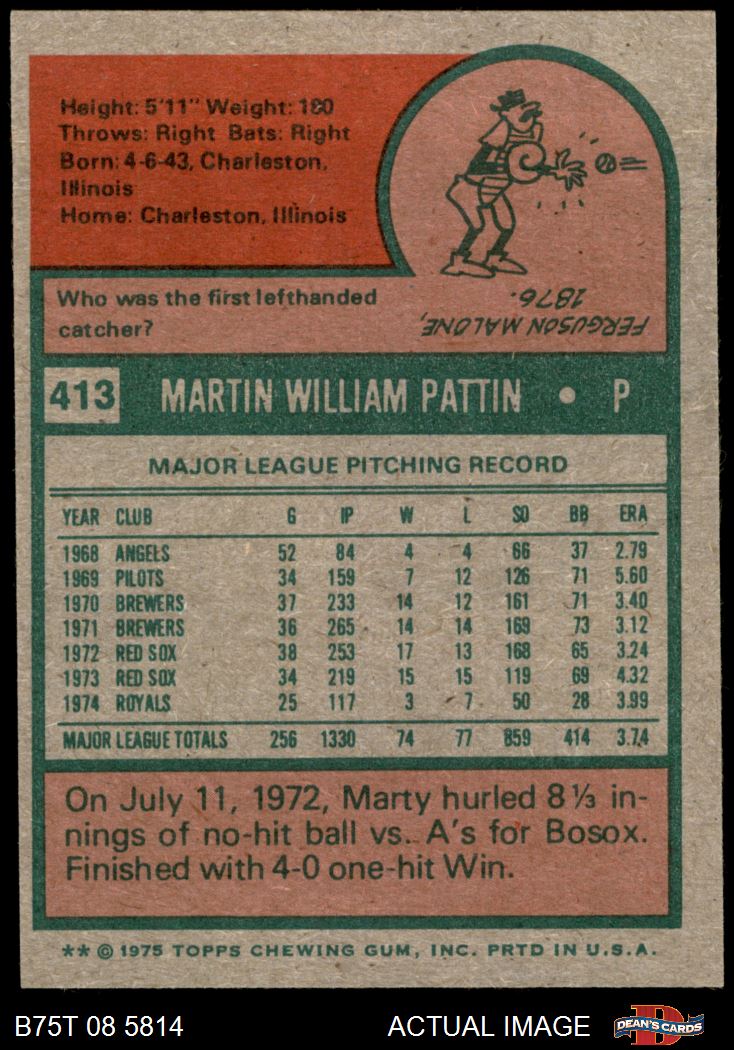 Height: 5'11" Weight: 180
Throws: Right Bats: Right
Born: 4-6-43, Charleston,
Illinois
Home: Charleston, Illinois
Who was the first lefthanded
catcher?
FERGUSON MALONE,
1876.
413 MARTIN WILLIAM PATTIN • P
MAJOR LEAGUE PITCHING RECORD
YEAR CLUB G IP W L SO BB ERA
1968 ANGELS 52 84 4 4 66 37 2.79
1969 PILOTS 34 159 7 12 126 71 5.60
1970 BREWERS 37 233 14 12 161 71 3.40
1971 BREWERS 36 265 14 14 169 73 3.12
1972 RED SOX 38 253 17 13 168 65 3.24
1973 RED SOX 34 219 15 15 119 69 4.32
1974 ROYALS 25 117 3 7 50 28 3.99
MAJOR LEAGUE TOTALS 256 1330 74 77 859 414 3.74
On July 11, 1972, Marty hurled 8⅓ in-
nings of no-hit ball vs. A's for Bosox.
Finished with 4-0 one-hit Win.
** © 1975 TOPPS CHEWING GUM, INC. PRTD IN U.S.A.
B75T 08 5814 ACTUAL IMAGE DEAN'S CARDS